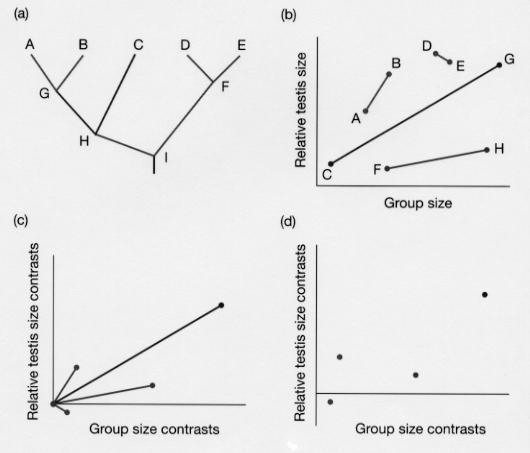 (a)
A B C D E
G F
H I
(b)
Relative testis size
D
B E G
A
H
C F
Group size
(c)
Relative testis size contrasts
Group size contrasts
(d)
Relative testis size contrasts
Group size contrasts